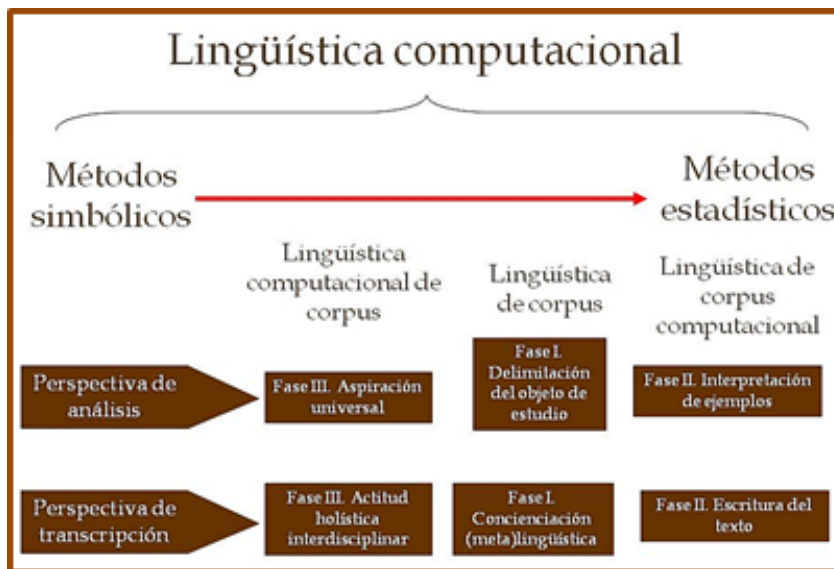 Lingüística computacional
Métodos
simbólicos
Métodos
estadísticos
Lingüística
computacional de
corpus
Lingüística
de corpus
Lingüística de
corpus
computacional
Perspectiva de
análisis
Fase III. Aspiración
universal
Fase I.
Delimitación
del objeto de
estudio
Fase II. Interpretación
de ejemplos
Perspectiva de
transcripción
Fase III. Actitud
holística
interdisciplinar
Fase I.
Concienciación
(meta)lingüística
Fase II. Escritura del
texto